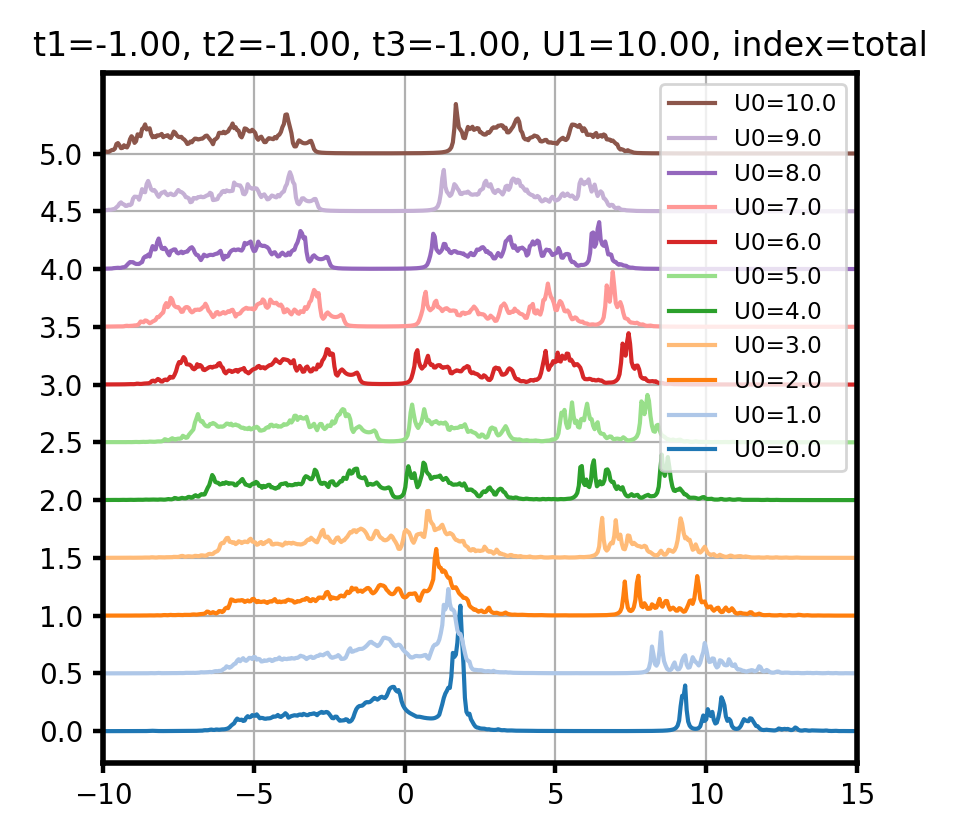 t1=-1.00, t2=-1.00, t3=-1.00, U1=10.00, index=total
U0=10.0
U0=9.0
U0=8.0
U0=7.0
U0=6.0
U0=5.0
U0=4.0
U0=3.0
U0=2.0
U0=1.0
U0=0.0
5.0
4.5
4.0
3.5
3.0
2.5
2.0
1.5
1.0
0.5
0.0
−10 −5 0 5 10 15